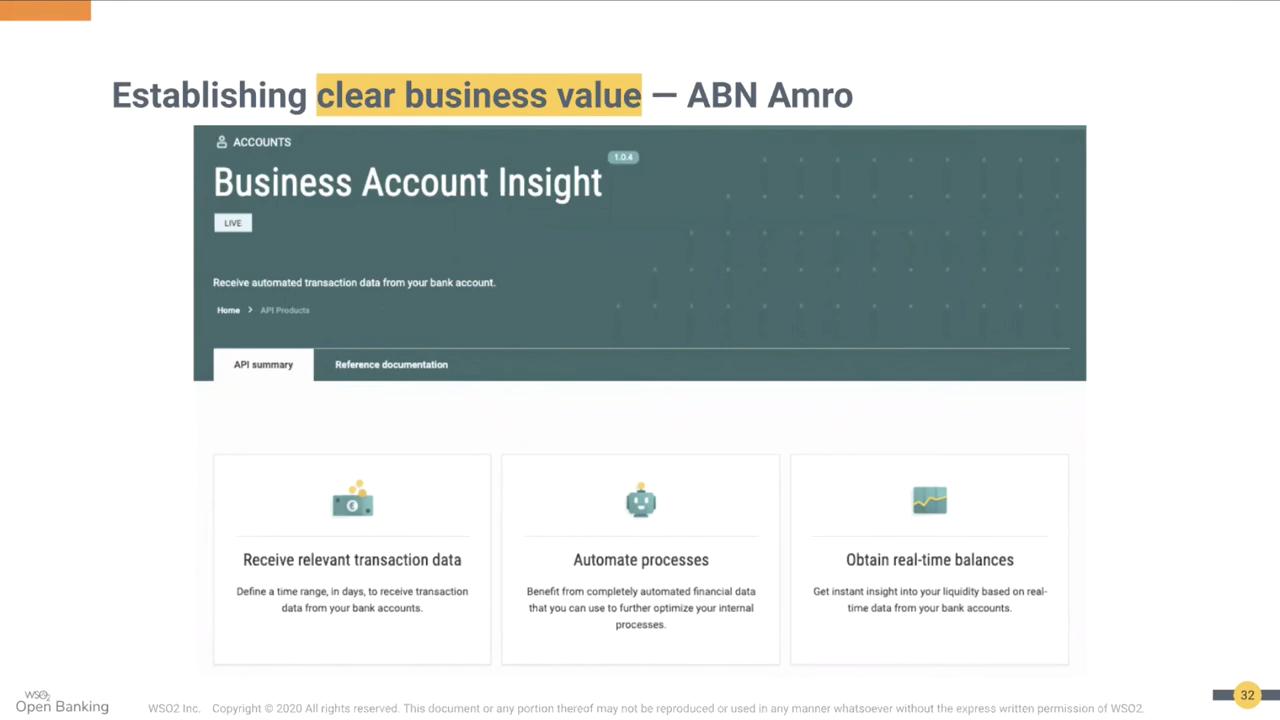 Establishing clear business value — ABN Amro
ACCOUNTS
Business Account Insight
1.0.4
LIVE
Receive automated transaction data from your bank account.
Home > API Products
API summary
Reference documentation
Receive relevant transaction data
Define a time range, in days, to receive transaction
data from your bank accounts.
Automate processes
Benefit from completely automated financial data
that you can use to further optimize your internal
processes.
Obtain real-time balances
Get instant insight into your liquidity based on real-
time data from your bank accounts.
WSO2
Open Banking
WSO2 Inc. Copyright © 2020 All rights reserved. This document or any portion thereof may not be reproduced or used in any manner whatsoever without the express written permission of WSO2.
32